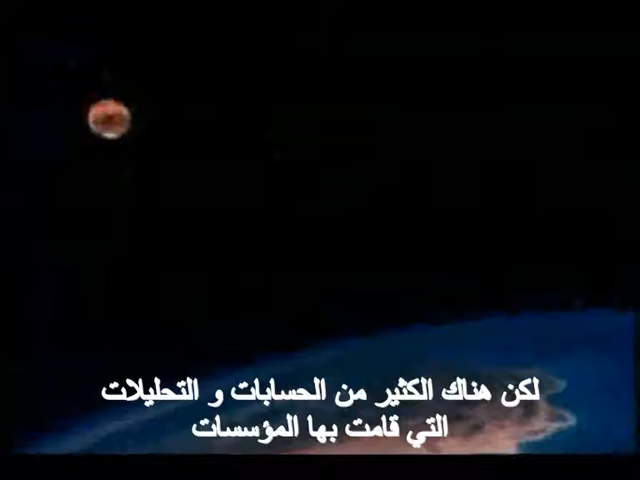 لكن هناك الكثير من الحسابات و التحليلات
التي قامت بها المؤسسات